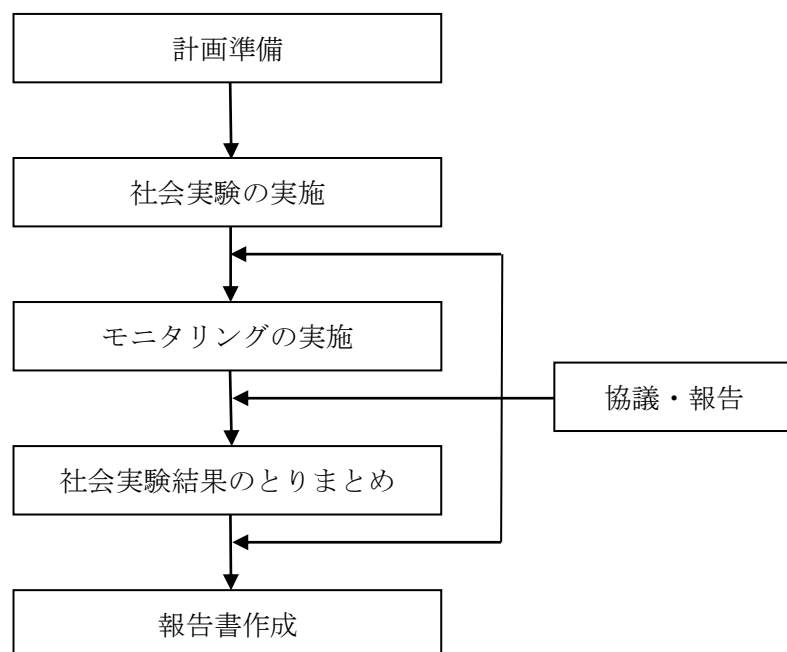 計画準備
社会実験の実施
モニタリングの実施
協議・報告
社会実験結果のとりまとめ
報告書作成